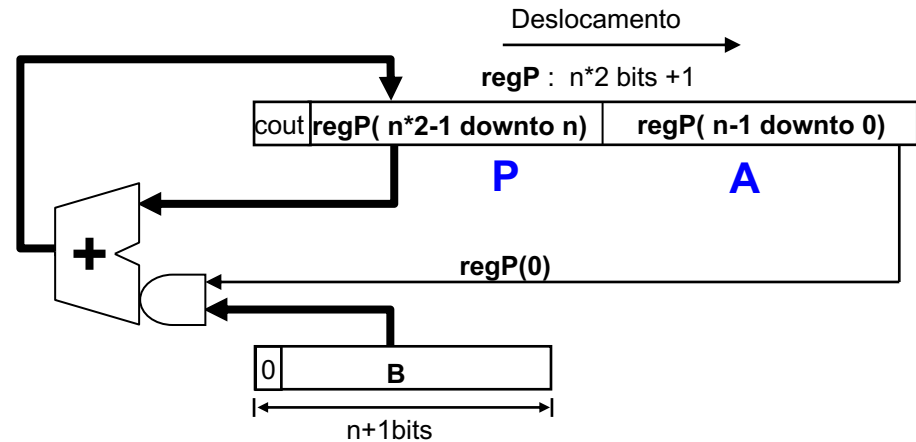 Deslocamento
regP : n*2 bits +1
cout regP( n*2-1 downto n) regP( n-1 downto 0)
P A
+
regP(0)
0 B
n+1bits